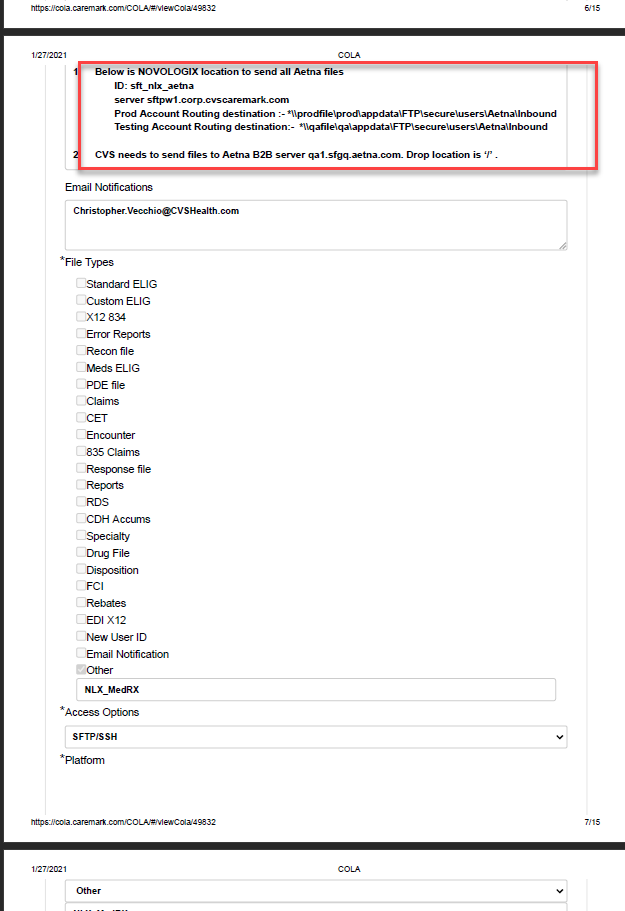 https://cola.caremark.com/COLA/#/viewCola/49832 6/15
1/27/2021 COLA
1 Below is NOVOLOGIX location to send all Aetna files
ID: sft_nlx_aetna
server sftpw1.corp.cvscaremark.com
Prod Account Routing destination :- *\\prodfile\prod\appdata\FTP\secure\users\Aetna\Inbound
Testing Account Routing destination:- *\\qafile\qa\appdata\FTP\secure\users\Aetna\Inbound
2 CVS needs to send files to Aetna B2B server qa1.sfgq.aetna.com. Drop location is ‘/’ .
Email Notifications
Christopher.Vecchio@CVSHealth.com
*File Types
Standard ELIG
Custom ELIG
X12 834
Error Reports
Recon file
Meds ELIG
PDE file
Claims
CET
Encounter
835 Claims
Response file
Reports
RDS
CDH Accums
Specialty
Drug File
Disposition
FCI
Rebates
EDI X12
New User ID
Email Notification
Other
NLX_MedRX
*Access Options
SFTP/SSH
*Platform
https://cola.caremark.com/COLA/#/viewCola/49832 7/15
1/27/2021 COLA
Other